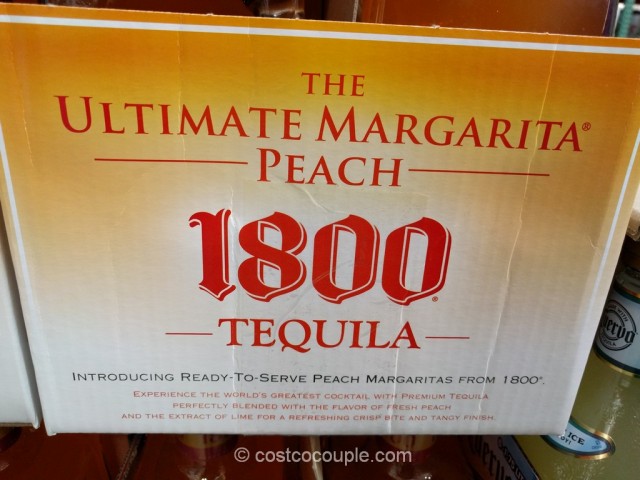 THE
ULTIMATE MARGARITA®
PEACH
1800®
TEQUILA
INTRODUCING READY-TO-SERVE PEACH MARGARITAS FROM 1800®.
EXPERIENCE THE WORLD'S GREATEST COCKTAIL WITH PREMIUM TEQUILA
PERFECTLY BLENDED WITH THE FLAVOR OF FRESH PEACH
AND THE EXTRACT OF LIME FOR A REFRESHING CRISP BITE AND TANGY FINISH.
© costcocouple.com